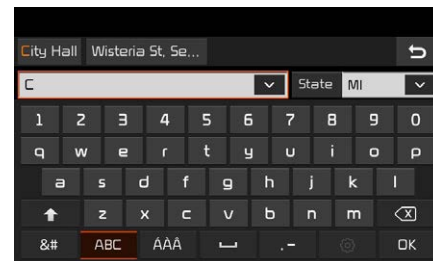 City Hall Wisteria St, Se...
C State MI
1 2 3 4 5 6 7 8 9 0
q w e r t y u i o p
a s d f g h j k l
z x c v b n m
&# ABC ÁÀÂ .- OK